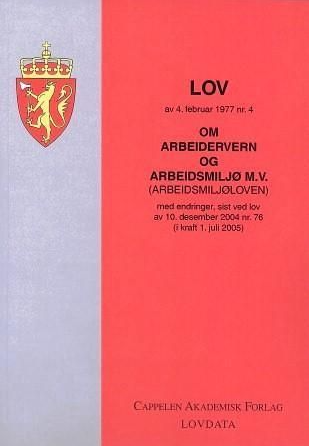 LOV
av 4. februar 1977 nr. 4
OM
ARBEIDERVERN
OG
ARBEIDSMILJØ M.V.
(ARBEIDSMILJØLOVEN)
med endringer, sist ved lov
av 10. desember 2004 nr. 76
(i kraft 1. juli 2005)
CAPPELEN AKADEMISK FORLAG
LOVDATA